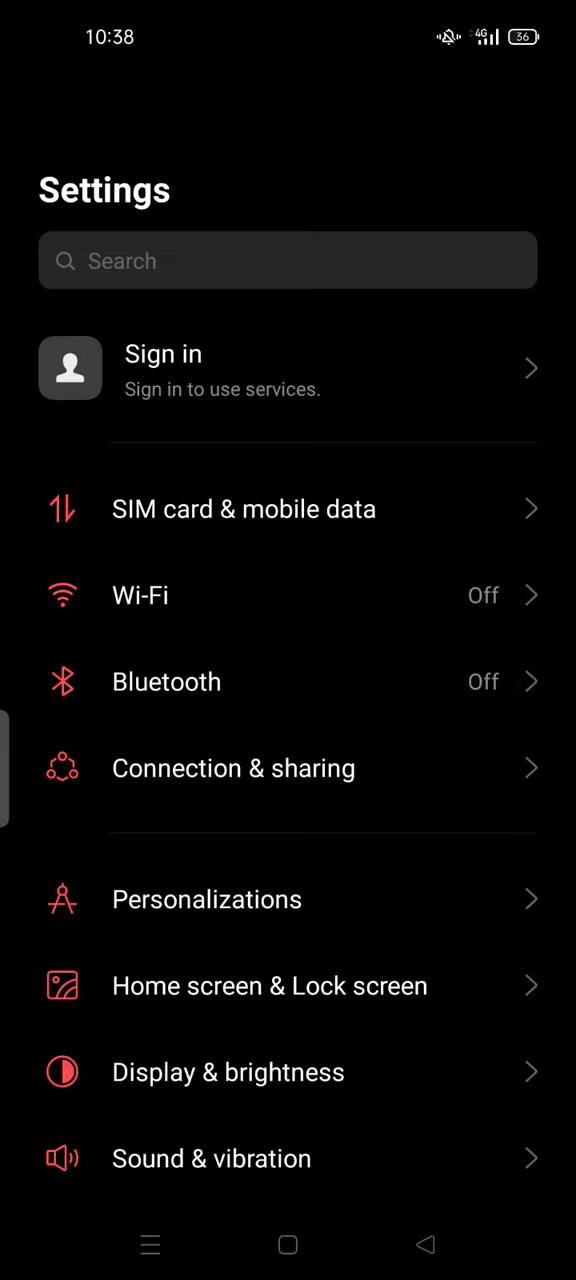 10:38
4G 36
Settings
Search
Sign in
Sign in to use services.
SIM card & mobile data
Wi-Fi Off
Bluetooth Off
Connection & sharing
Personalizations
Home screen & Lock screen
Display & brightness
Sound & vibration